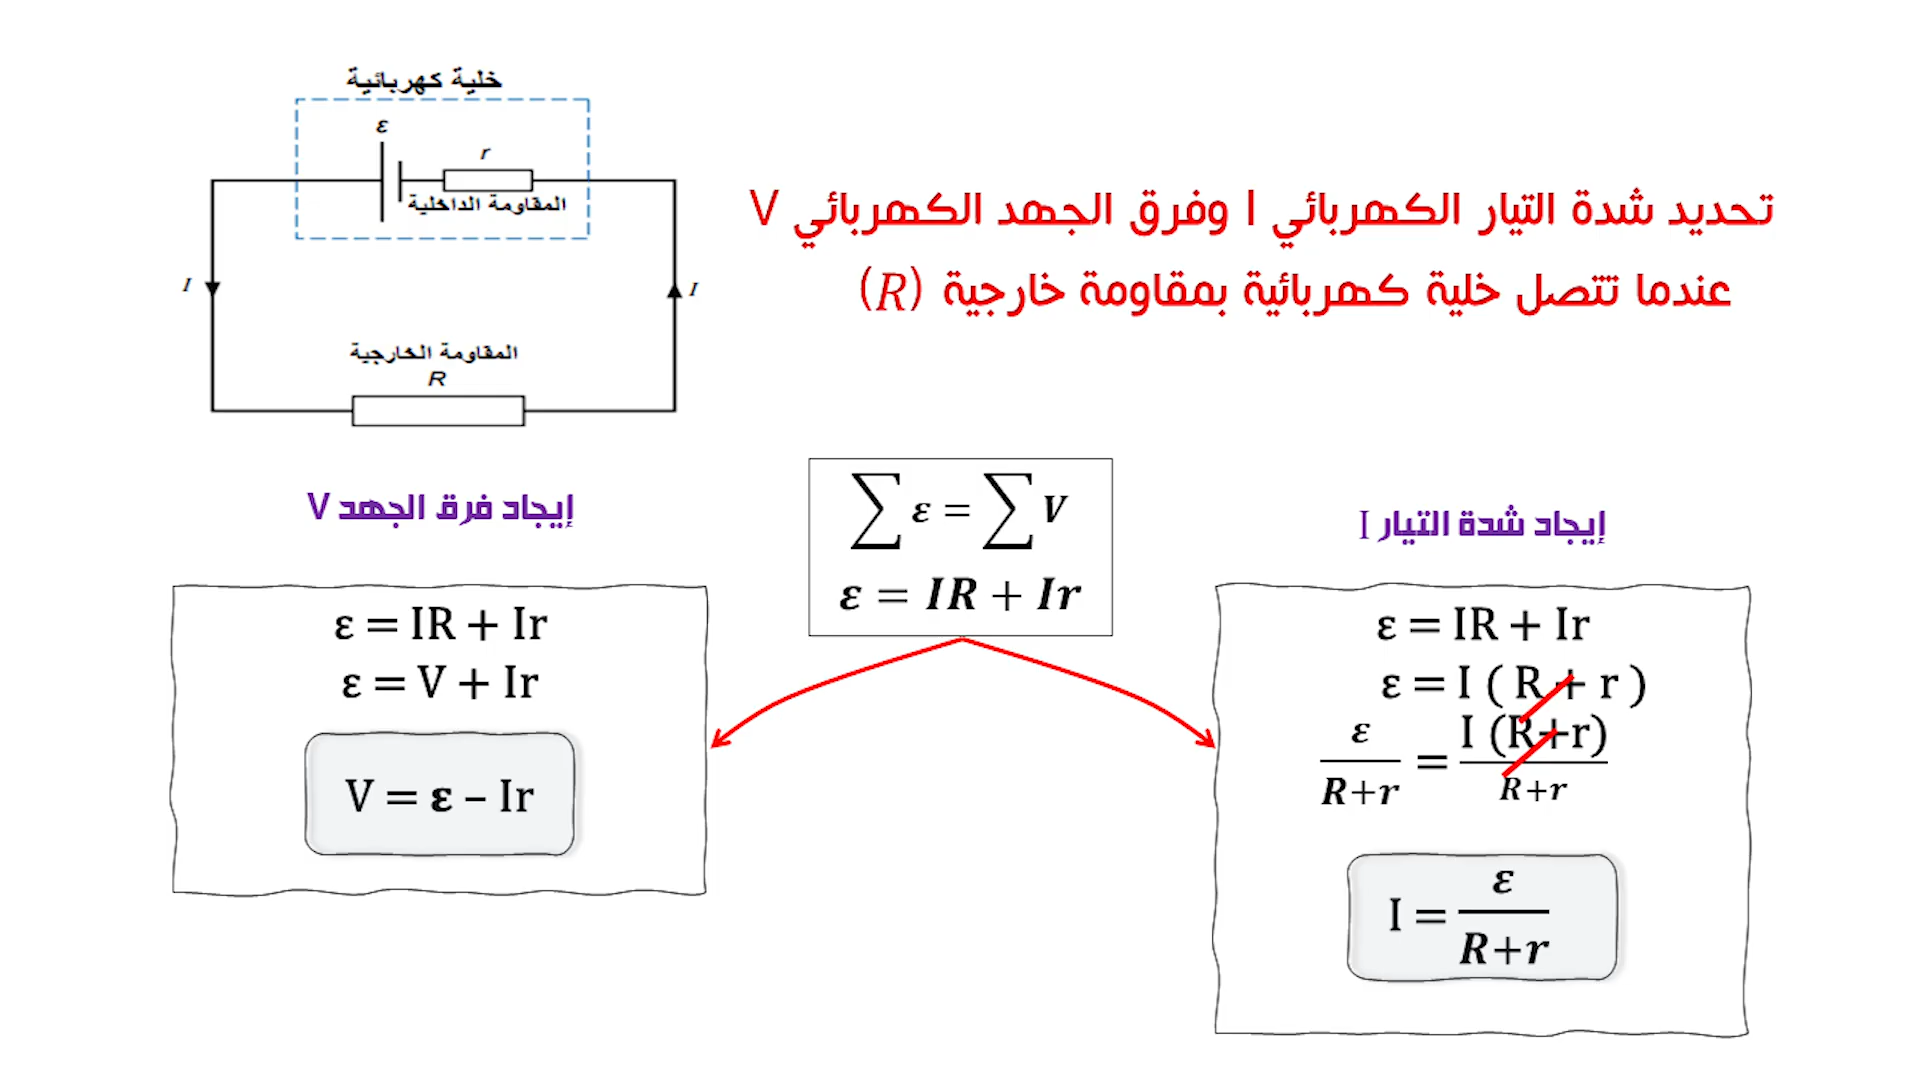 خلية كهربائية
ε
r
المقاومة الداخلية
I
I
المقاومة الخارجية
R
تحديد شدة التيار الكهربائي I وفرق الجهد الكهربائي V
عندما تتصل خلية كهربائية بمقاومة خارجية (R)
∑ ε = ∑ V
ε = IR + Ir
إيجاد شدة التيار I
ε = IR + Ir
ε = I ( R + r )
ε / R+r = I (R+r) / R+r
I = ε / R+r
إيجاد فرق الجهد V
ε = IR + Ir
ε = V + Ir
V = ε – Ir